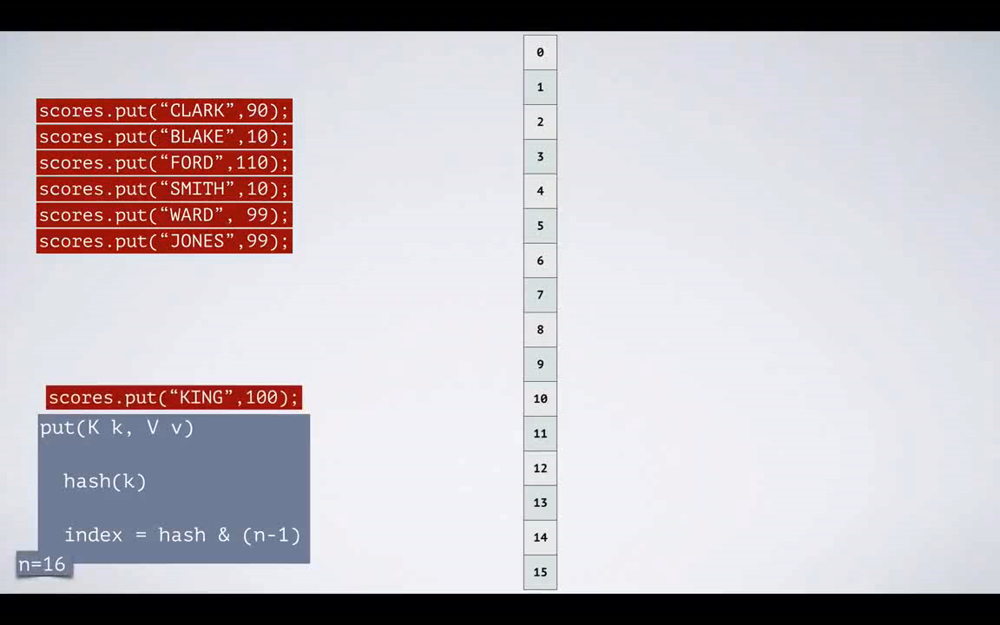 scores.put(“CLARK”,90);
scores.put(“BLAKE”,10);
scores.put(“FORD”,110);
scores.put(“SMITH”,10);
scores.put(“WARD”, 99);
scores.put(“JONES”,99);
scores.put(“KING”,100);
put(K k, V v)
hash(k)
index = hash & (n-1)
n=16
0
1
2
3
4
5
6
7
8
9
10
11
12
13
14
15